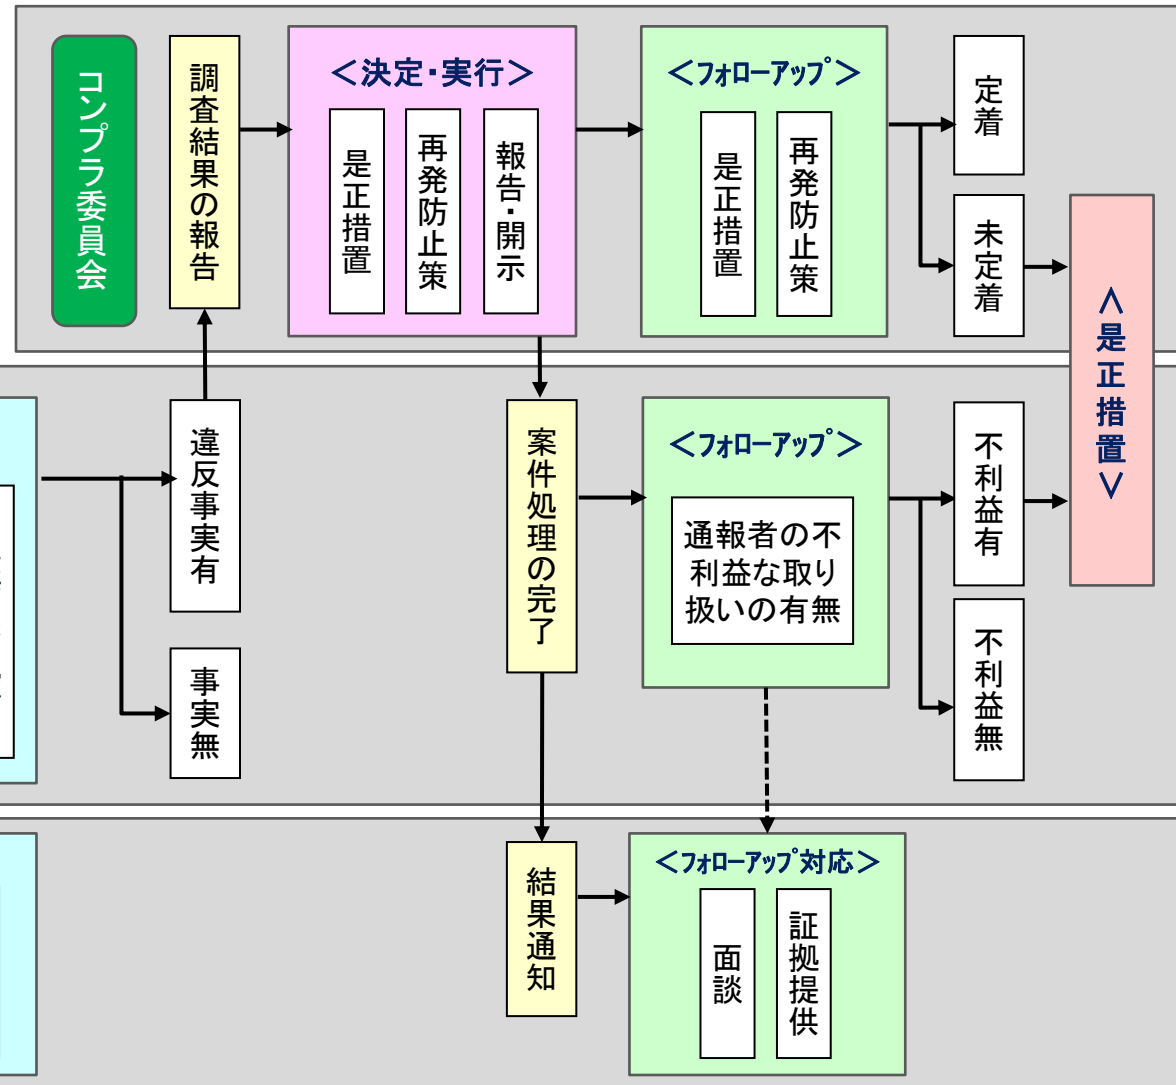 コンプラ委員会
調査結果の報告
＜決定・実行＞
是正措置
再発防止策
報告・開示
＜フォローアップ＞
是正措置
再発防止策
定着
未定着
＜是正措置＞
違反事実有
事実無
案件処理の完了
＜フォローアップ＞
通報者の不
利益な取り
扱いの有無
不利益有
不利益無
結果通知
＜フォローアップ対応＞
面談
証拠提供